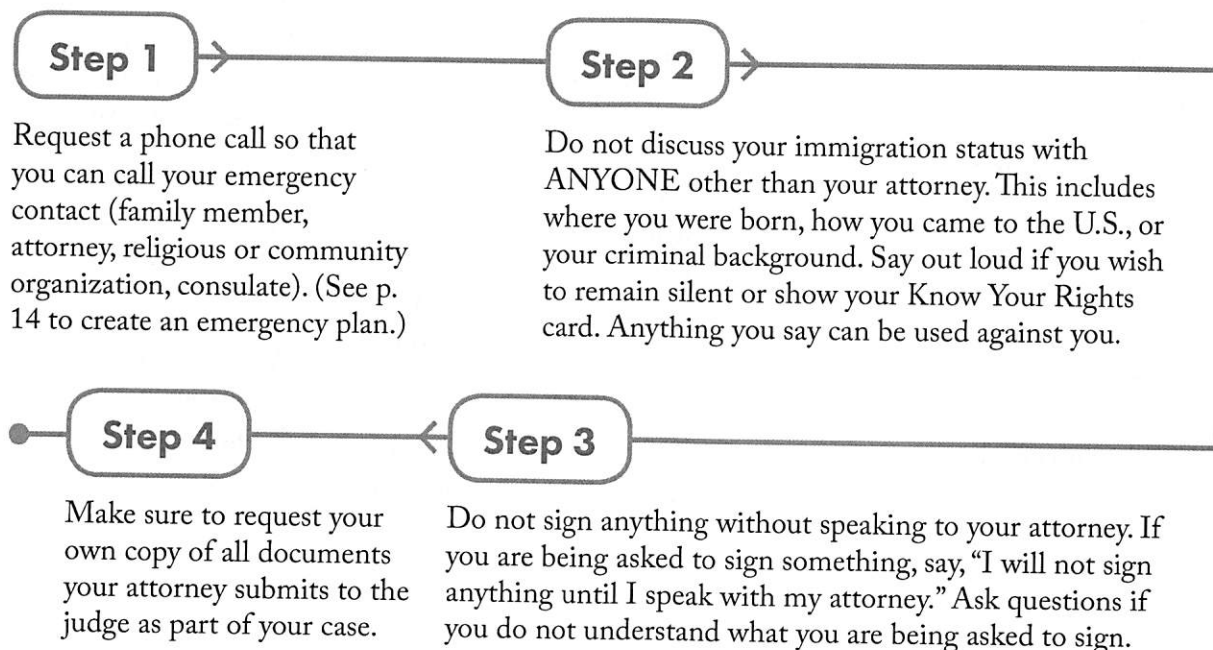 Step 1
Request a phone call so that
you can call your emergency
contact (family member,
attorney, religious or community
organization, consulate). (See p.
14 to create an emergency plan.)
Step 2
Do not discuss your immigration status with
ANYONE other than your attorney. This includes
where you were born, how you came to the U.S., or
your criminal background. Say out loud if you wish
to remain silent or show your Know Your Rights
card. Anything you say can be used against you.
Step 3
Do not sign anything without speaking to your attorney. If
you are being asked to sign something, say, “I will not sign
anything until I speak with my attorney.” Ask questions if
you do not understand what you are being asked to sign.
Step 4
Make sure to request your
own copy of all documents
your attorney submits to the
judge as part of your case.